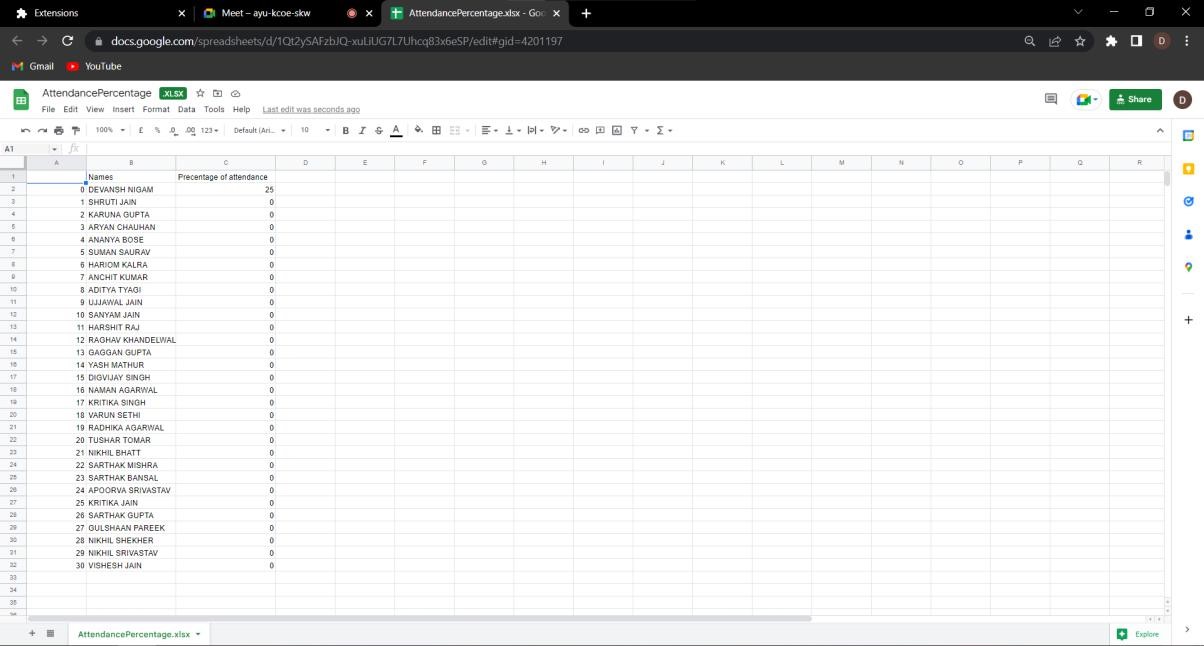 Extensions
Meet – ayu-kcoe-skw
AttendancePercentage.xlsx - Goo
docs.google.com/spreadsheets/d/1Qt2ySAFzbJQ-xuLiUG7L7Uhcq83x6eSP/edit#gid=4201197
D
Gmail YouTube
AttendancePercentage .XLSX
File Edit View Insert Format Data Tools Help Last edit was seconds ago
Share D
100% £ % .0 .00 123 Default (Ari... 10 B I S A
A1 fx
A B C D E F G H I J K L M N O P Q R
1 Names Precentage of attendance
2 0 DEVANSH NIGAM 25
3 1 SHRUTI JAIN 0
4 2 KARUNA GUPTA 0
5 3 ARYAN CHAUHAN 0
6 4 ANANYA BOSE 0
7 5 SUMAN SAURAV 0
8 6 HARIOM KALRA 0
9 7 ANCHIT KUMAR 0
10 8 ADITYA TYAGI 0
11 9 UJJAWAL JAIN 0
12 10 SANYAM JAIN 0
13 11 HARSHIT RAJ 0
14 12 RAGHAV KHANDELWAL 0
15 13 GAGGAN GUPTA 0
16 14 YASH MATHUR 0
17 15 DIGVIJAY SINGH 0
18 16 NAMAN AGARWAL 0
19 17 KRITIKA SINGH 0
20 18 VARUN SETHI 0
21 19 RADHIKA AGARWAL 0
22 20 TUSHAR TOMAR 0
23 21 NIKHIL BHATT 0
24 22 SARTHAK MISHRA 0
25 23 SARTHAK BANSAL 0
26 24 APOORVA SRIVASTAV 0
27 25 KRITIKA JAIN 0
28 26 SARTHAK GUPTA 0
29 27 GULSHAAN PAREEK 0
30 28 NIKHIL SHEKHER 0
31 29 NIKHIL SRIVASTAV 0
32 30 VISHESH JAIN 0
33
34
35
36
AttendancePercentage.xlsx
Explore